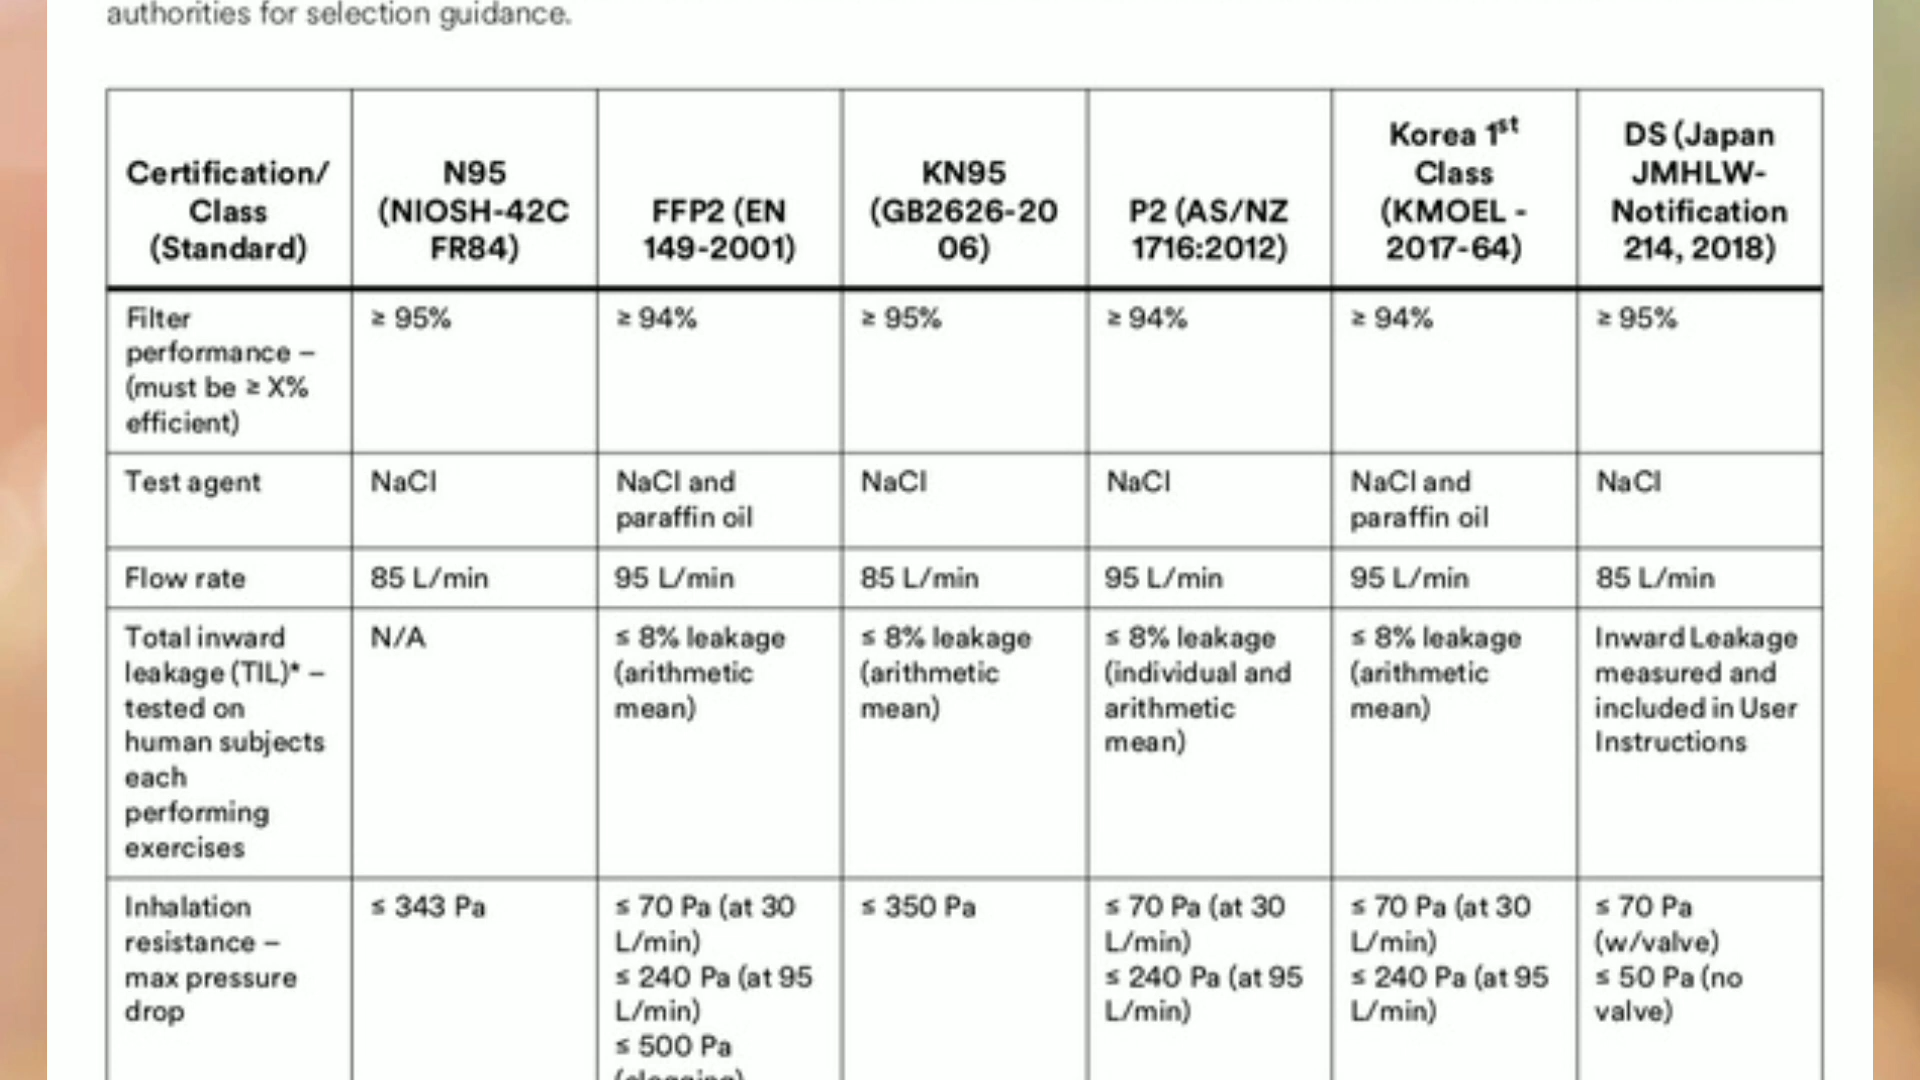 authorities for selection guidance.
Certification/
Class
(Standard)
N95
(NIOSH-42C
FR84)
FFP2 (EN
149-2001)
KN95
(GB2626-20
06)
P2 (AS/NZ
1716:2012)
Korea 1st
Class
(KMOEL -
2017-64)
DS (Japan
JMHLW-
Notification
214, 2018)
Filter
performance –
(must be ≥ X%
efficient)
≥ 95%
≥ 94%
≥ 95%
≥ 94%
≥ 94%
≥ 95%
Test agent
NaCl
NaCl and
paraffin oil
NaCl
NaCl
NaCl and
paraffin oil
NaCl
Flow rate
85 L/min
95 L/min
85 L/min
95 L/min
95 L/min
85 L/min
Total inward
leakage (TIL)* –
tested on
human subjects
each
performing
exercises
N/A
≤ 8% leakage
(arithmetic
mean)
≤ 8% leakage
(arithmetic
mean)
≤ 8% leakage
(individual and
arithmetic
mean)
≤ 8% leakage
(arithmetic
mean)
Inward Leakage
measured and
included in User
Instructions
Inhalation
resistance –
max pressure
drop
≤ 343 Pa
≤ 70 Pa (at 30
L/min)
≤ 240 Pa (at 95
L/min)
≤ 500 Pa
(clogging)
≤ 350 Pa
≤ 70 Pa (at 30
L/min)
≤ 240 Pa (at 95
L/min)
≤ 70 Pa (at 30
L/min)
≤ 240 Pa (at 95
L/min)
≤ 70 Pa
(w/valve)
≤ 50 Pa (no
valve)